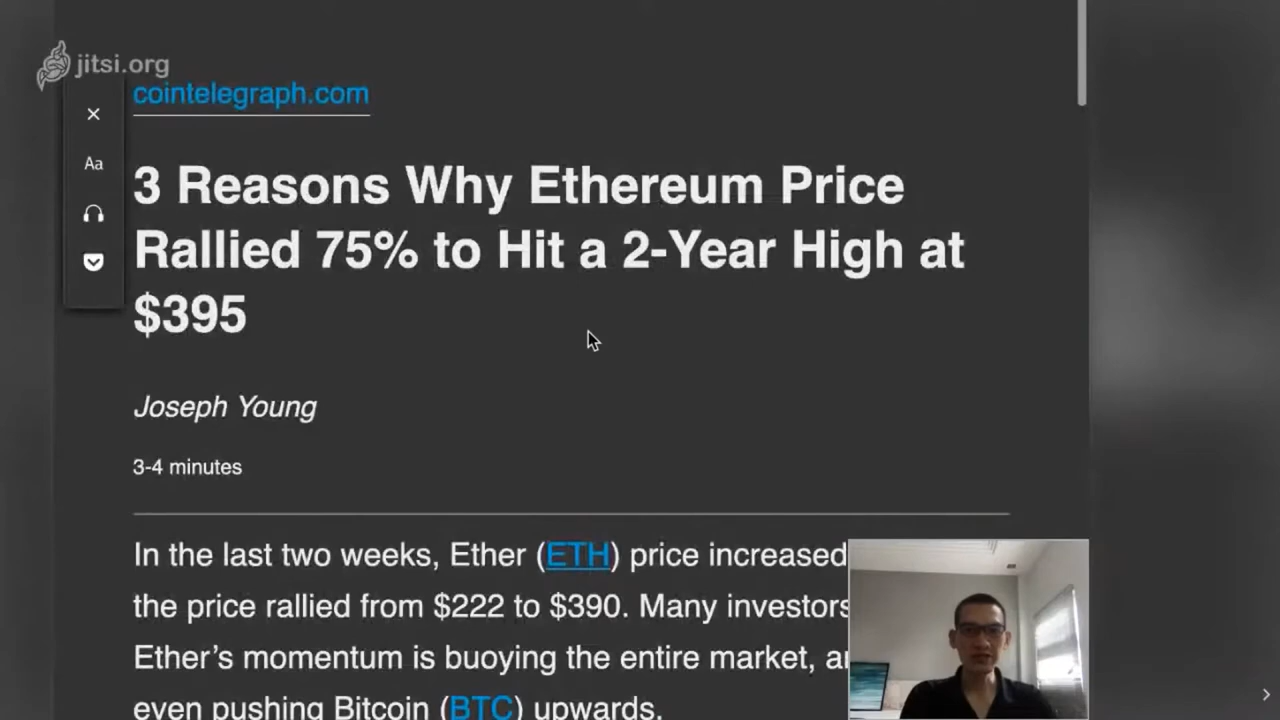 jitsi.org
cointelegraph.com
Aa
3 Reasons Why Ethereum Price
Rallied 75% to Hit a 2-Year High at
$395
Joseph Young
3-4 minutes
In the last two weeks, Ether (ETH) price increased
the price rallied from $222 to $390. Many investors
Ether’s momentum is buoying the entire market, a
even pushing Bitcoin (BTC) upwards.